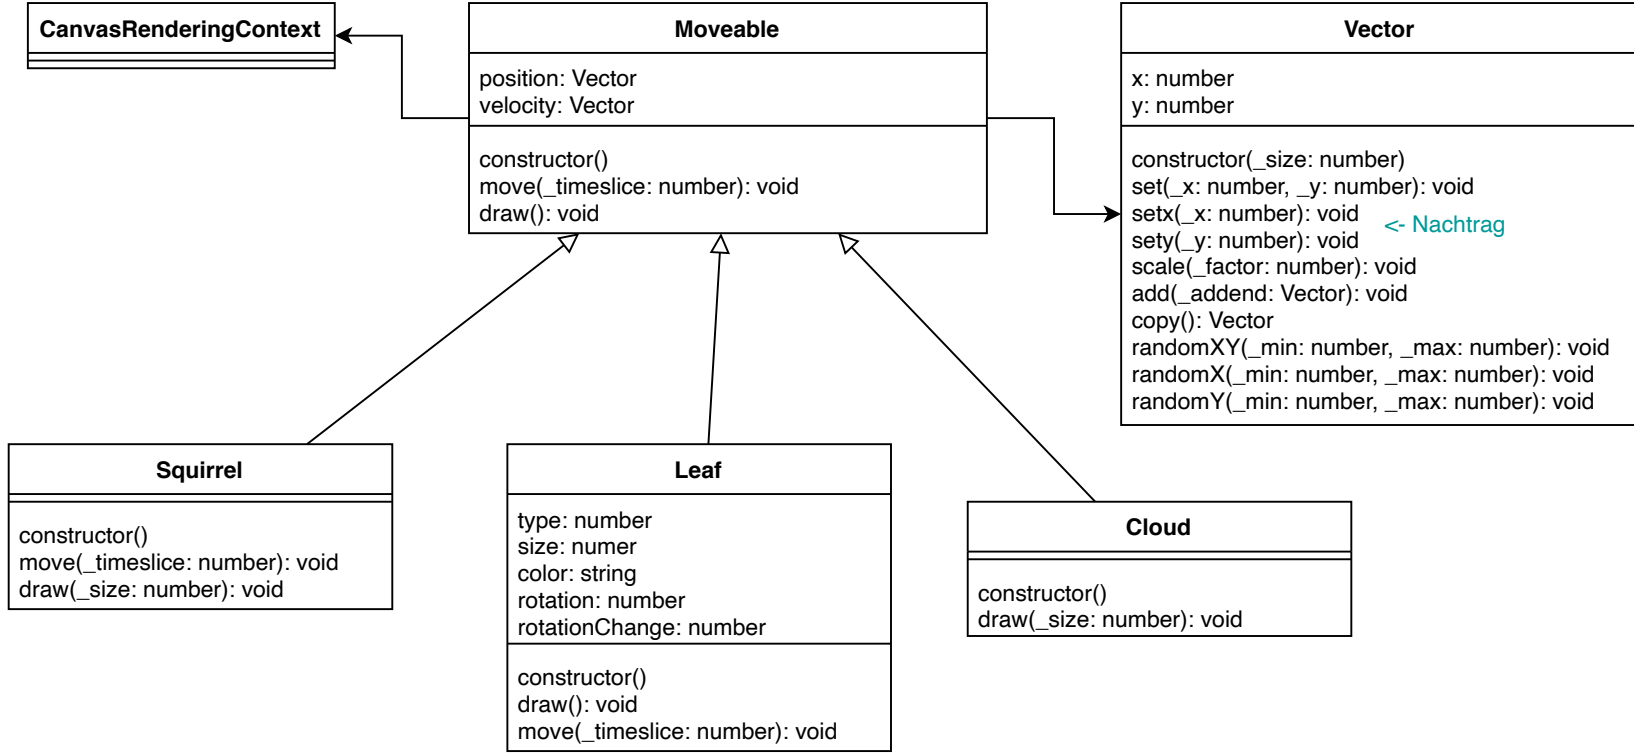 CanvasRenderingContext
Moveable
position: Vector
velocity: Vector
constructor()
move(_timeslice: number): void
draw(): void
Vector
x: number
y: number
constructor(_size: number)
set(_x: number, _y: number): void
setx(_x: number): void
<- Nachtrag
sety(_y: number): void
scale(_factor: number): void
add(_addend: Vector): void
copy(): Vector
randomXY(_min: number, _max: number): void
randomX(_min: number, _max: number): void
randomY(_min: number, _max: number): void
Squirrel
constructor()
move(_timeslice: number): void
draw(_size: number): void
Leaf
type: number
size: numer
color: string
rotation: number
rotationChange: number
constructor()
draw(): void
move(_timeslice: number): void
Cloud
constructor()
draw(_size: number): void